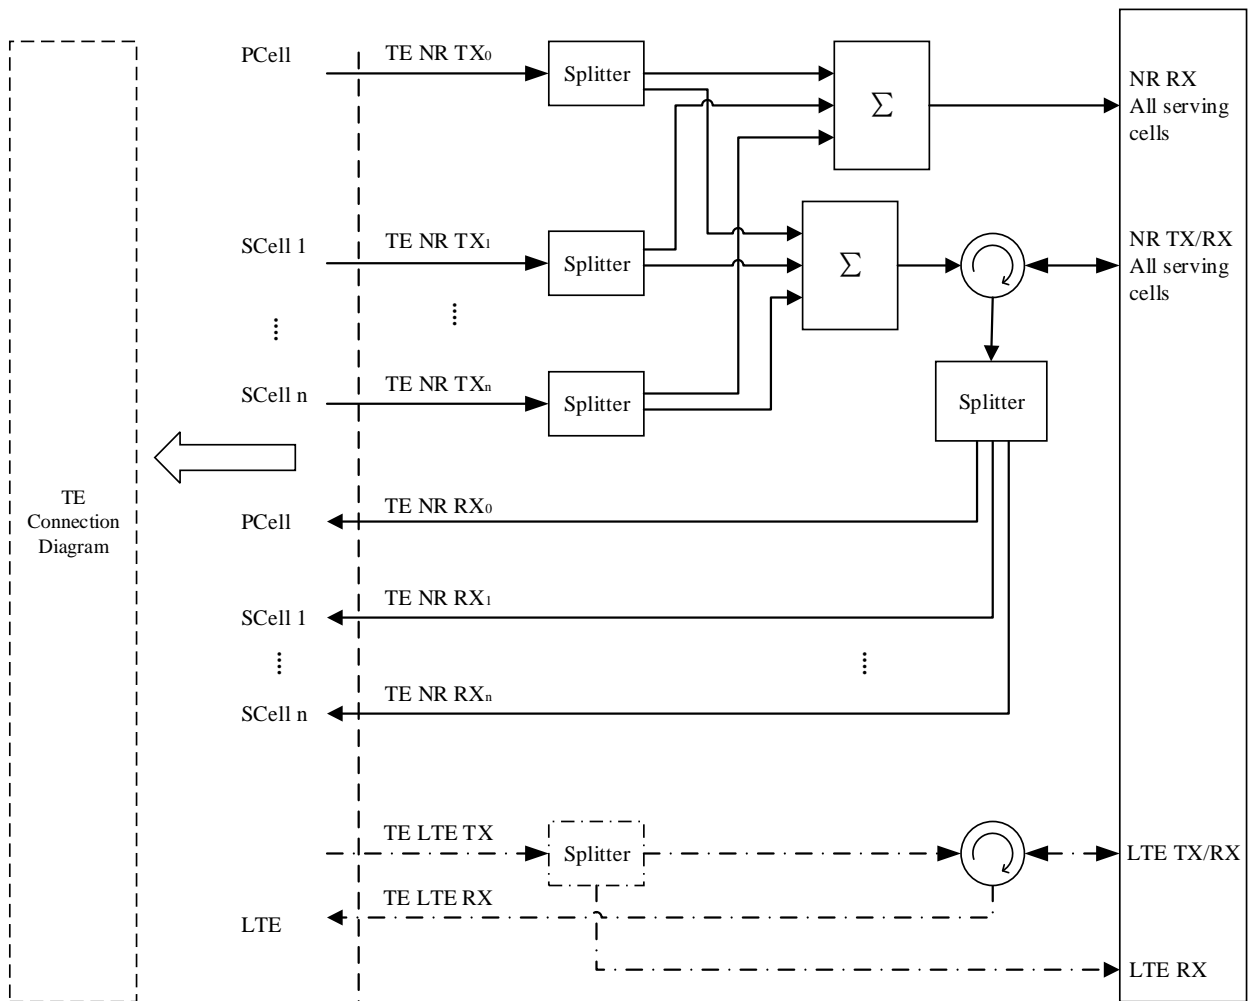 PCell
TE NR TX₀
Splitter
Σ
NR RX
All serving
cells
SCell 1
TE NR TX₁
Splitter
Σ
NR TX/RX
All serving
cells
SCell n
TE NR TXₙ
Splitter
Splitter
TE
Connection
Diagram
PCell
TE NR RX₀
SCell 1
TE NR RX₁
SCell n
TE NR RXₙ
TE LTE TX
Splitter
LTE TX/RX
TE LTE RX
LTE
LTE RX